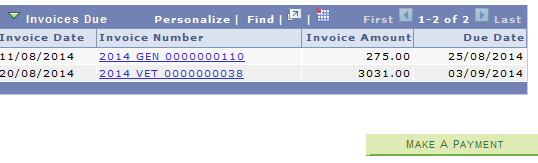 Invoices Due Personalize | Find | | First 1-2 of 2 Last
Invoice Date Invoice Number Invoice Amount Due Date
11/08/2014 2014 GEN 0000000110 275.00 25/08/2014
20/08/2014 2014 VET 0000000038 3031.00 03/09/2014
MAKE A PAYMENT